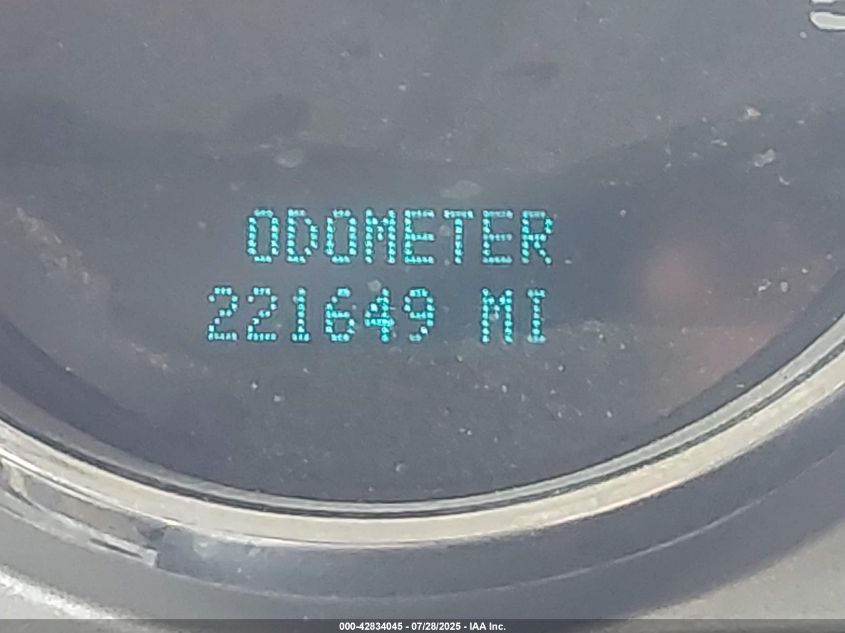 ODOMETER
221649 MI
000-42834045 - 07/28/2025 - IAA Inc.